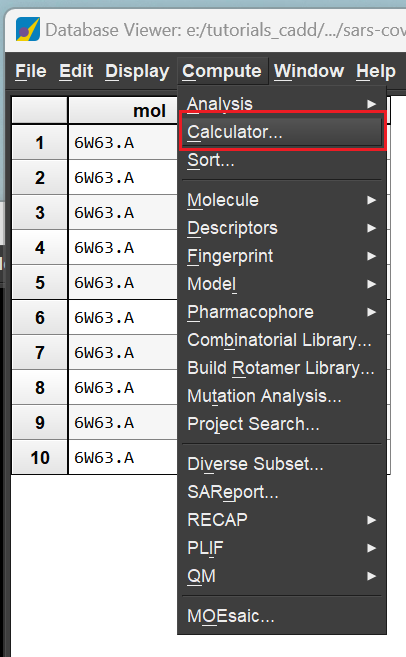 Database Viewer: e:/tutorials_cadd/.../sars-cov
File Edit Display Compute Window Help
mol
Analysis
Calculator...
Sort...
Molecule
Descriptors
Fingerprint
Model
Pharmacophore
Combinatorial Library...
Build Rotamer Library...
Mutation Analysis...
Project Search...
Diverse Subset...
SAReport...
RECAP
PLIF
QM
MOEsaic...
1 6W63.A
2 6W63.A
3 6W63.A
4 6W63.A
5 6W63.A
6 6W63.A
7 6W63.A
8 6W63.A
9 6W63.A
10 6W63.A